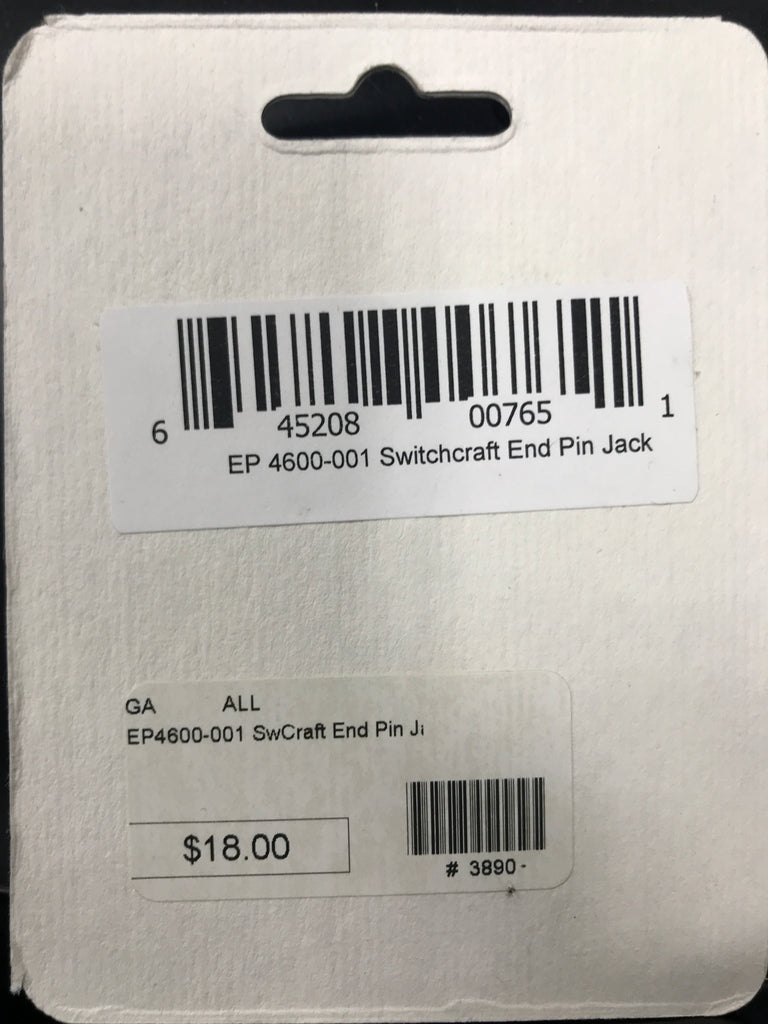 6 45208 00765 1
EP 4600-001 Switchcraft End Pin Jack
GA ALL
EP4600-001 SwCraft End Pin
$18.00
# 3890-